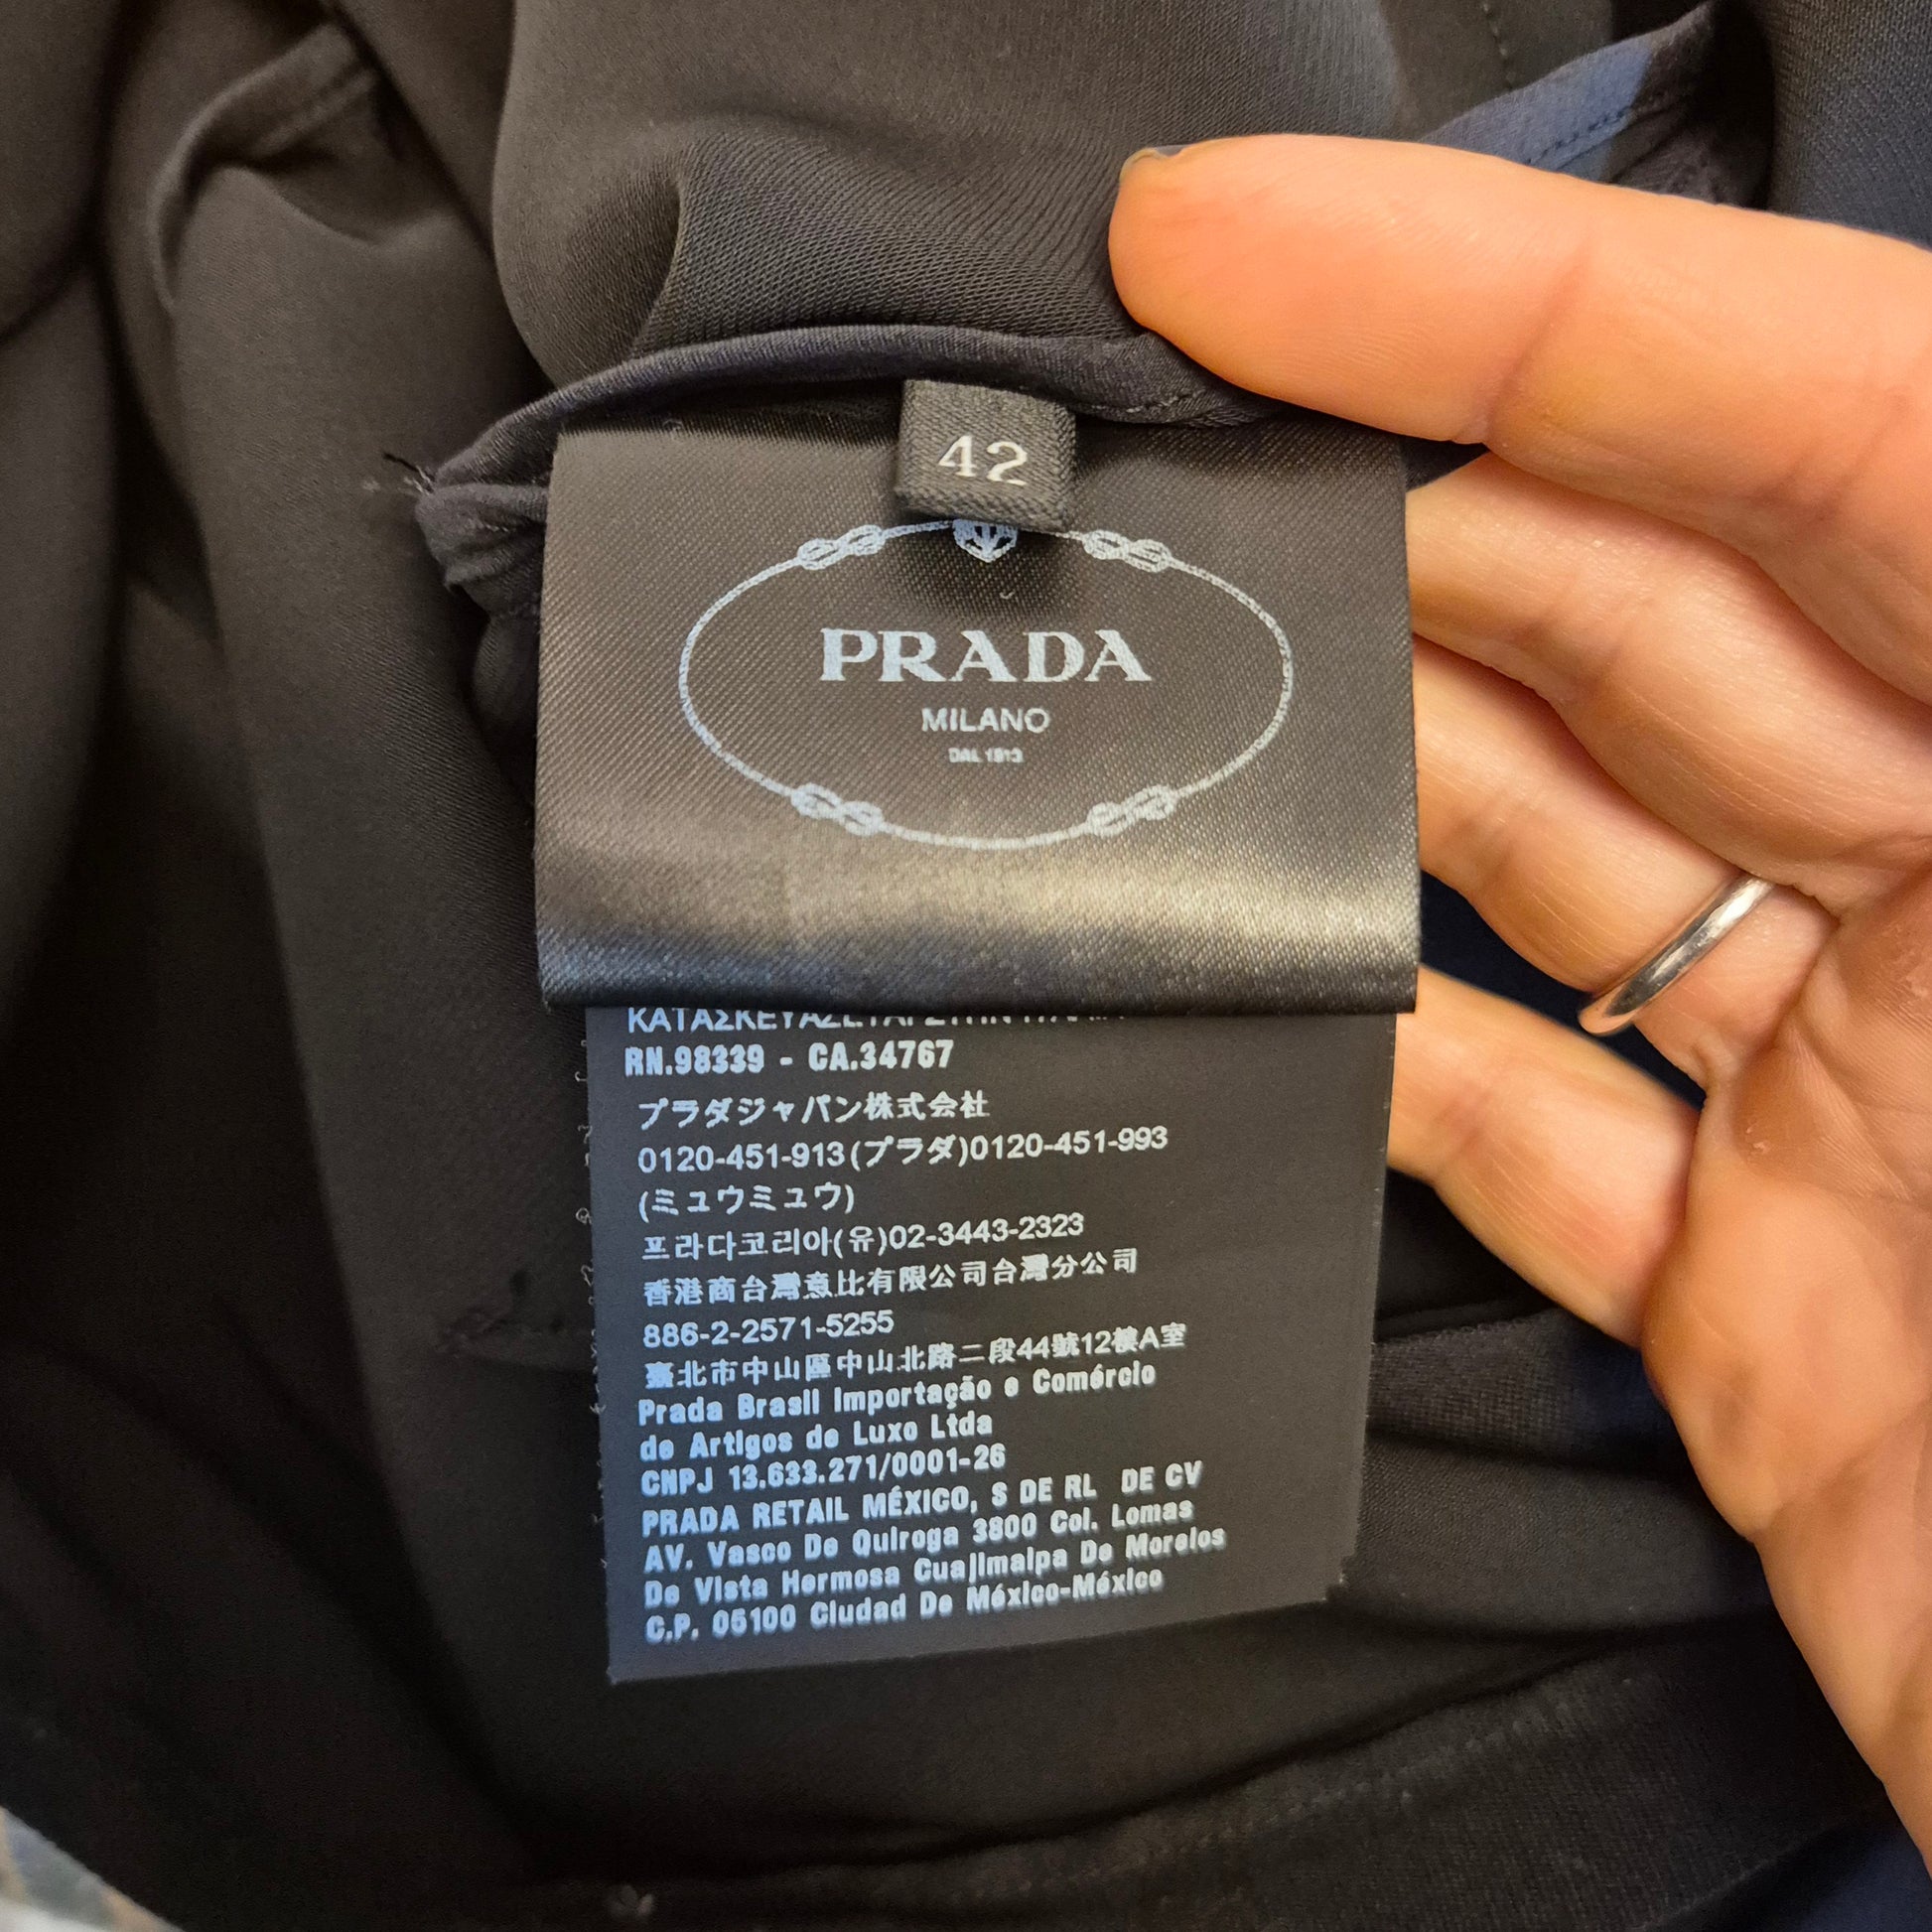 42
PRADA
MILANO
DAL 1913
ΚΑΤΑΣΚΕΥΑΖΕΤΑΙ ΣΤΗΝ
RN.98339 - CA.34767
プラダジャパン株式会社
0120-451-913(プラダ)0120-451-993
(ミュウミュウ)
프라다코리아(유)02-3443-2323
香港商台灣意比有限公司台灣分公司
886-2-2571-5255
臺北市中山區中山北路二段44號12樓A室
Prada Brasil Importação e Comércio
de Artigos de Luxo Ltda
CNPJ 13.633.271/0001-26
PRADA RETAIL MÉXICO, S DE RL DE CV
AV. Vasco De Quiroga 3800 Col. Lomas
De Vista Hermosa Cuajimalpa De Morelos
C.P. 05100 Ciudad De México-México